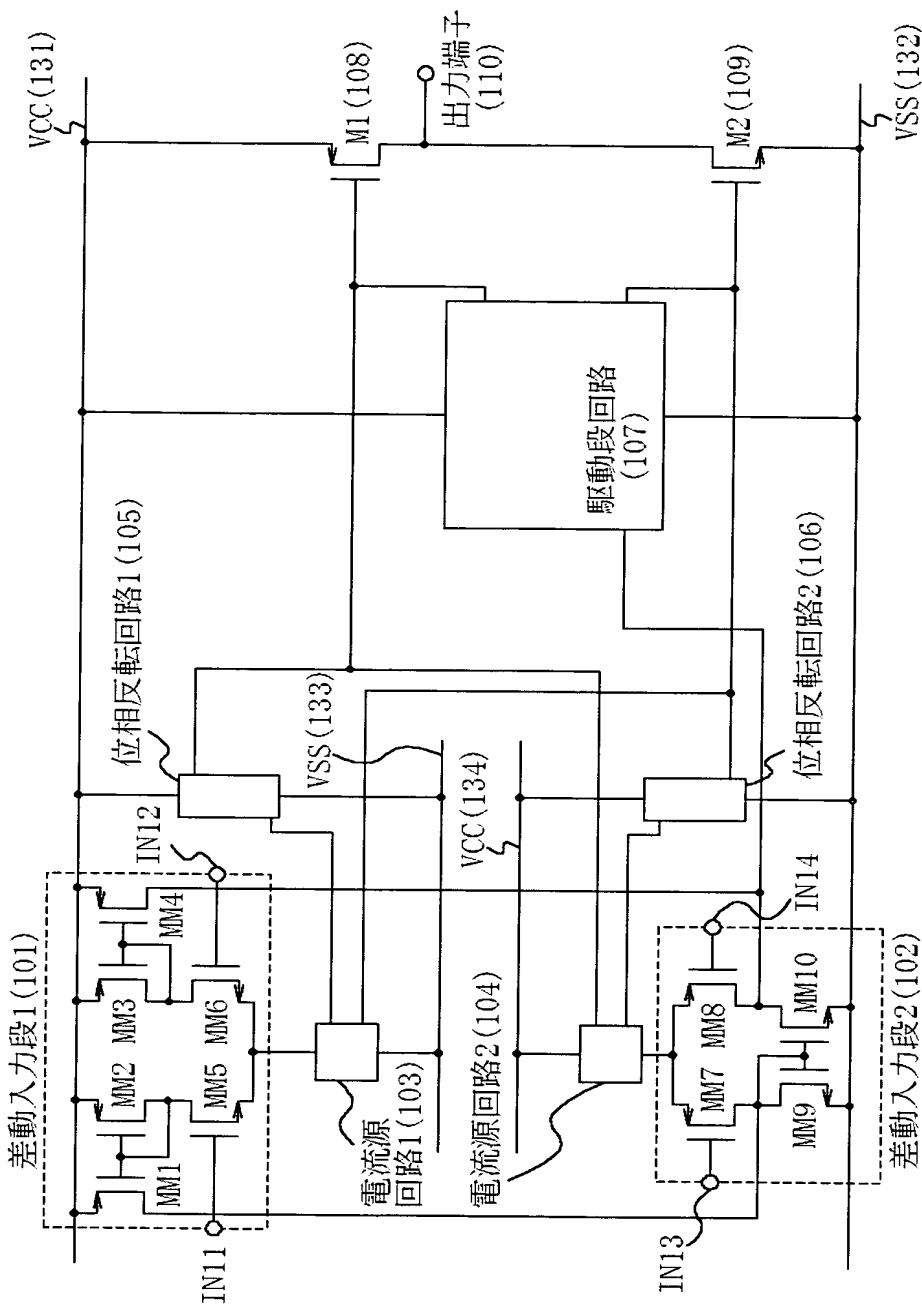 差動入力段1(101)
MM1
MM2
MM3
MM4
MM5
MM6
IN11
IN12
電流源
回路1(103)
位相反転回路1(105)
VSS(133)
VCC(134)
電流源回路2(104)
位相反転回路2(106)
IN13
IN14
MM7
MM8
MM9
MM10
差動入力段2(102)
駆動段回路
(107)
VCC(131)
M1(108)
出力端子
(110)
M2(109)
VSS(132)